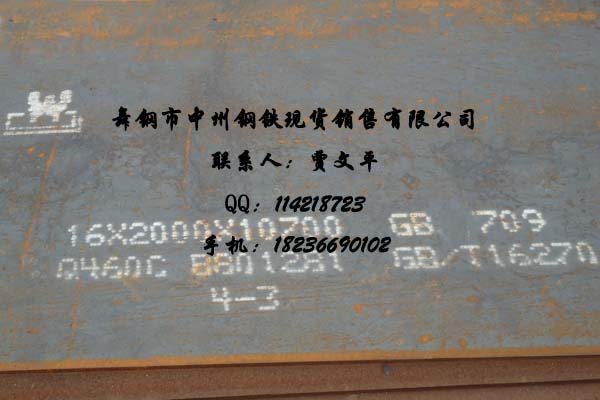 舞钢市中州钢铁现货销售有限公司
联系人：贾文平
QQ：114218723
16X2000X10200 GB 709
手机：18236690102
Q460C GB/T16270
4-3